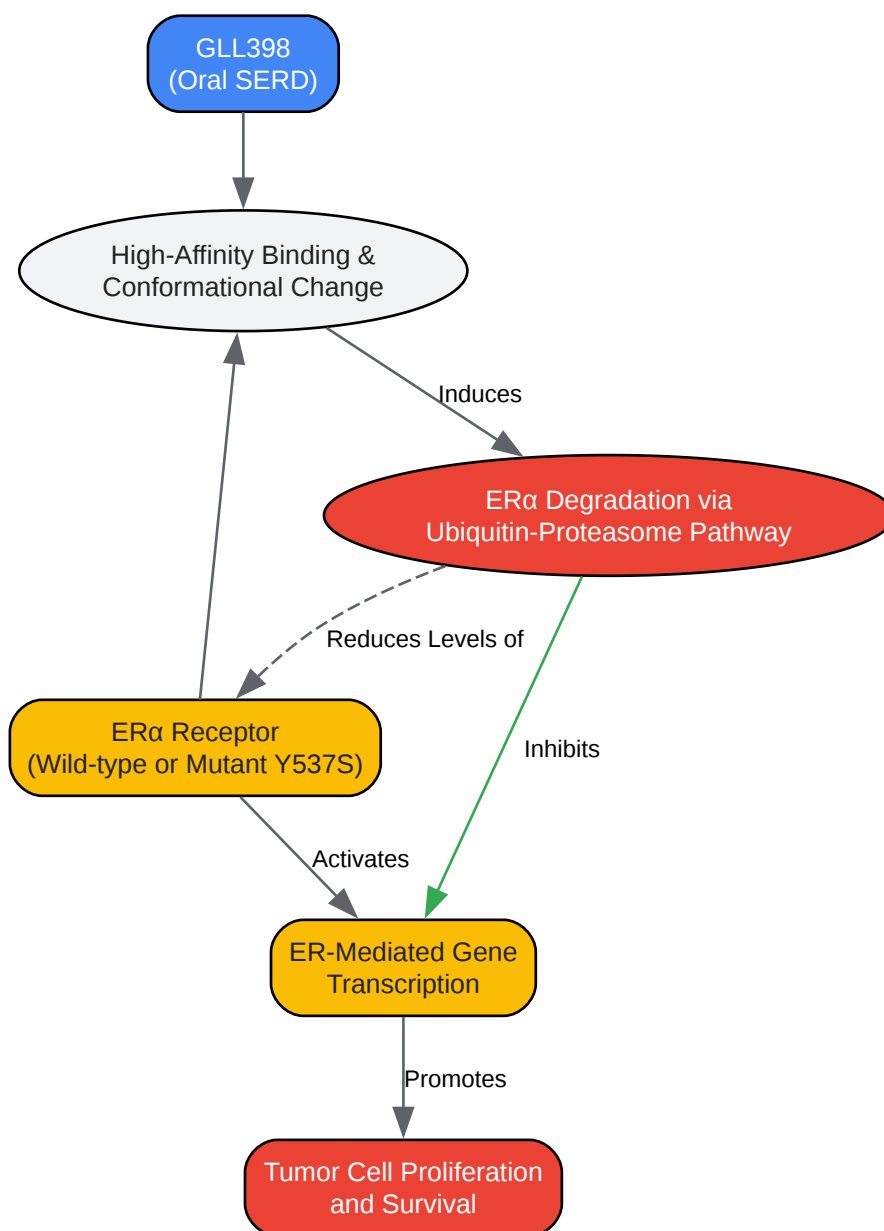 GLL398
(Oral SERD)
High-Affinity Binding &
Conformational Change
Induces
ERα Degradation via
Ubiquitin-Proteasome Pathway
Reduces Levels of
ERα Receptor
(Wild-type or Mutant Y537S)
Inhibits
Activates
ER-Mediated Gene
Transcription
Promotes
Tumor Cell Proliferation
and Survival